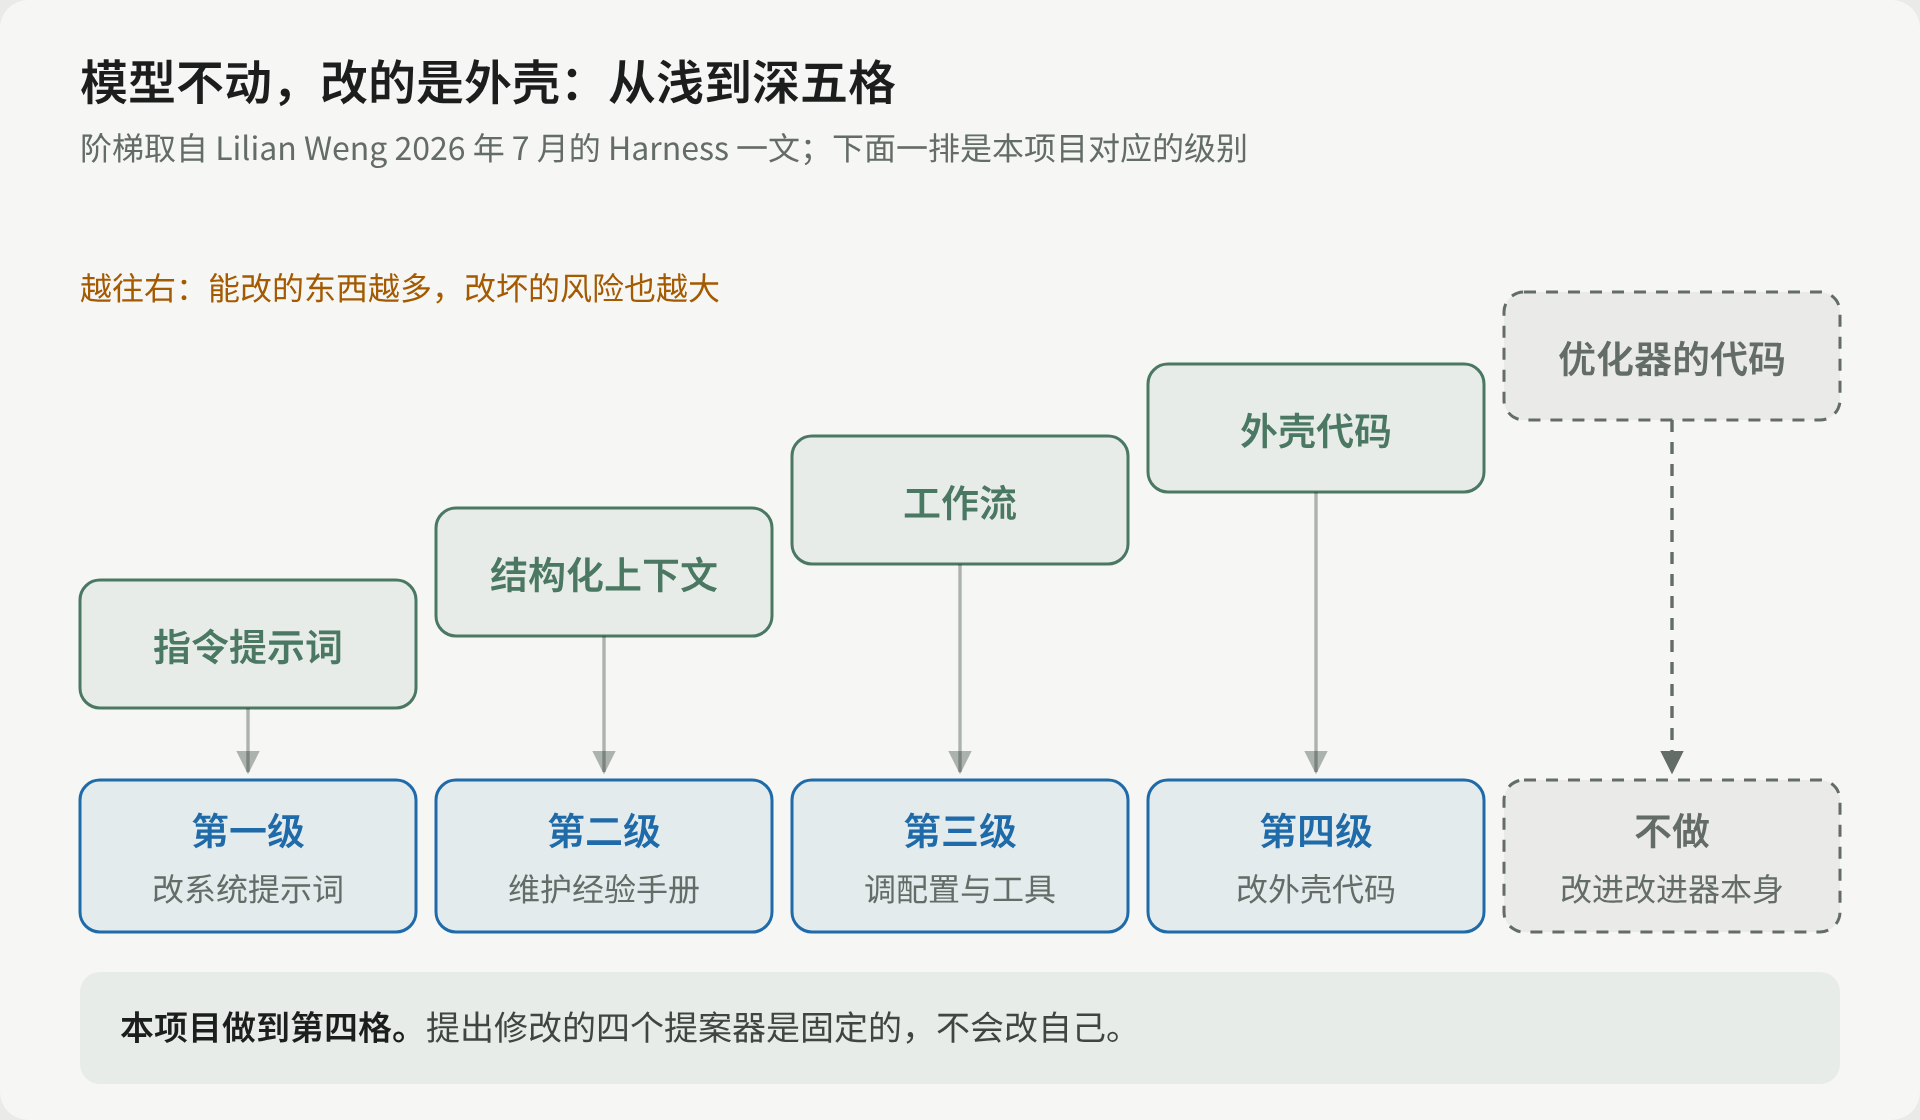 模型不动，改的是外壳：从浅到深五格
阶梯取自 Lilian Weng 2026 年 7 月的 Harness 一文；下面一排是本项目对应的级别
越往右：能改的东西越多，改坏的风险也越大
优化器的代码
外壳代码
工作流
结构化上下文
指令提示词
第一级
改系统提示词
第二级
维护经验手册
第三级
调配置与工具
第四级
改外壳代码
不做
改进改进器本身
本项目做到第四格。提出修改的四个提案器是固定的，不会改自己。